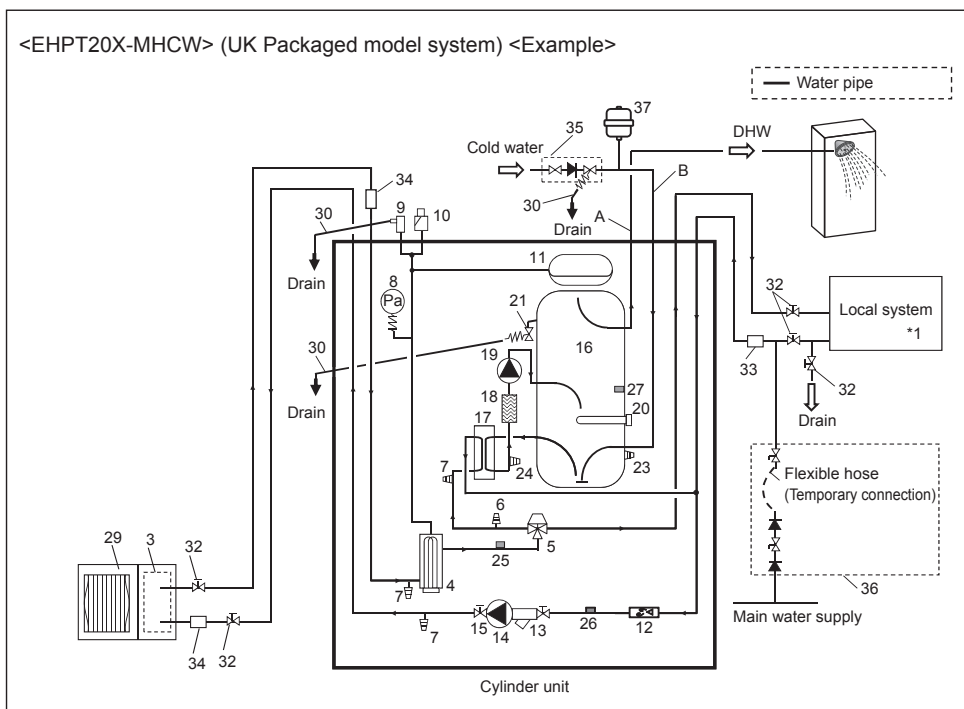 <EHPT20X-MHCW> (UK Packaged model system) <Example>
Water pipe
37
35
DHW
Cold water
B
34
30
9
10
30
A
Drain
11
Drain
8
Pa
21
32
Local system
*1
16
30
19
33
32
27
Drain
18
20
Drain
17
7
24
23
Flexible hose
(Temporary connection)
6
29
3
32
25
5
7
4
36
Main water supply
34
32
7
15
14
13
26
12
Cylinder unit